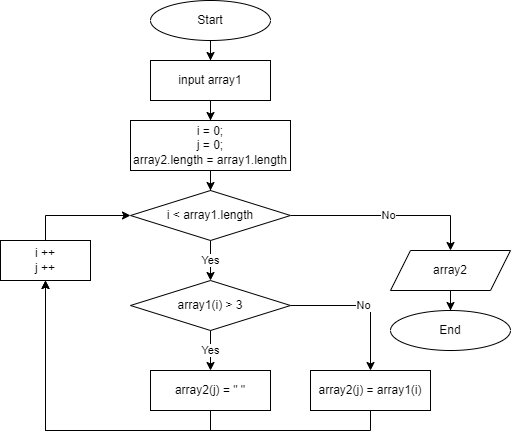 Start
input array1
i = 0;
j = 0;
array2.length = array1.length
i < array1.length
No
i ++
j ++
array2
Yes
array1(i) > 3
No
End
Yes
array2(j) = " "
array2(j) = array1(i)